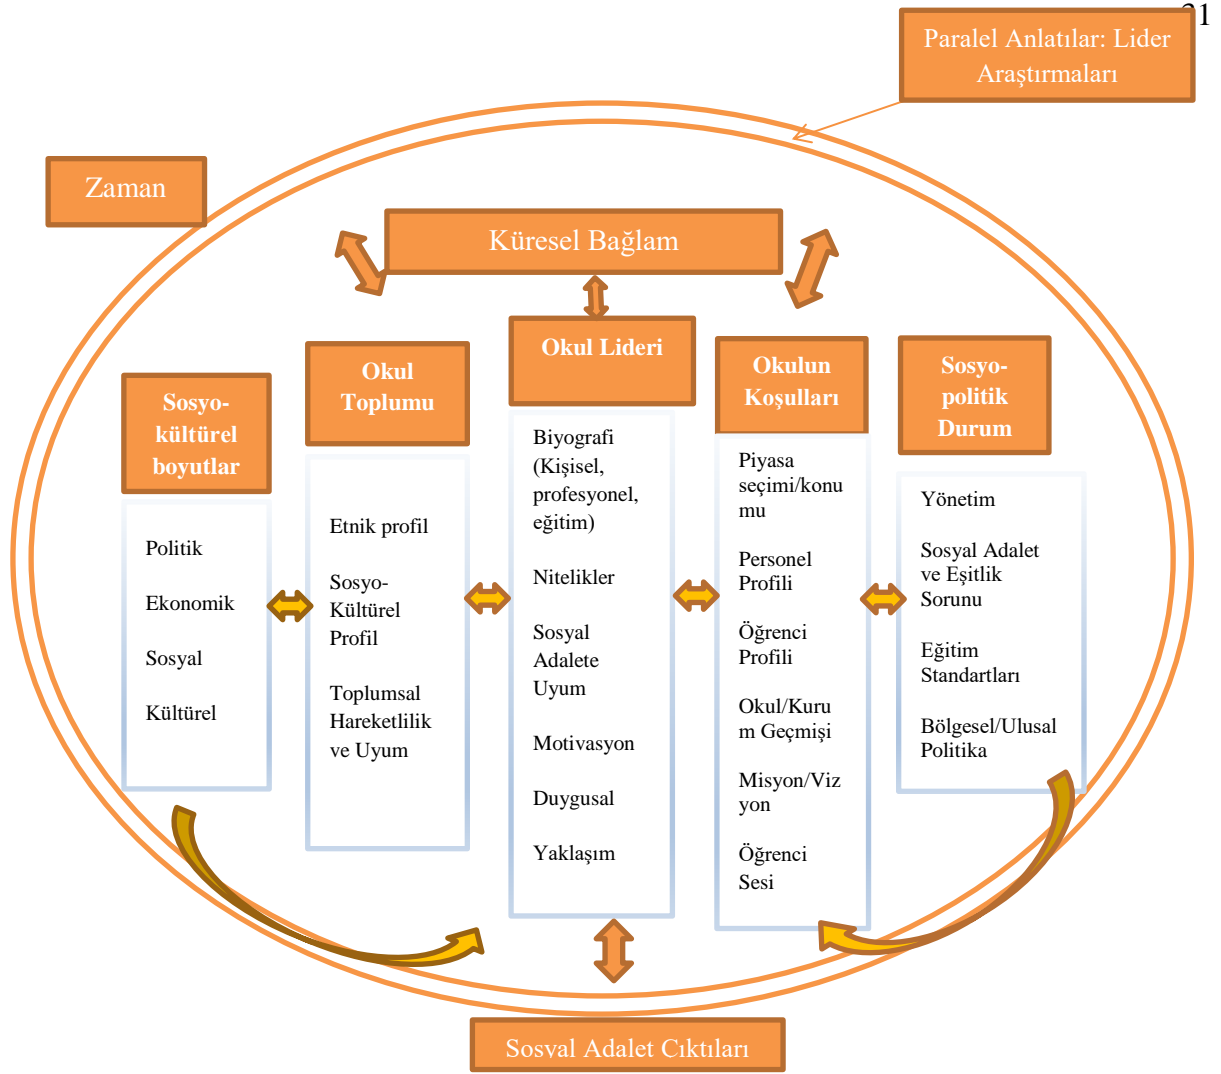 Paralel Anlatılar: Lider
Araştırmaları
Zaman
Küresel Bağlam
Sosyo-
kültürel
boyutlar
Politik
Ekonomik
Sosyal
Kültürel
Okul
Toplumu
Etnik profil
Sosyo-
Kültürel
Profil
Toplumsal
Hareketlilik
ve Uyum
Okul Lideri
Biyografi
(Kişisel,
profesyonel,
eğitim)
Nitelikler
Sosyal
Adalete
Uyum
Motivasyon
Duygusal
Yaklaşım
Okulun
Koşulları
Piyasa
seçimi/konu
mu
Personel
Profili
Öğrenci
Profili
Okul/Kuru
m Geçmişi
Misyon/Viz
yon
Öğrenci
Sesi
Sosyo-
politik
Durum
Yönetim
Sosyal Adalet
ve Eşitlik
Sorunu
Eğitim
Standartları
Bölgesel/Ulusal
Politika
Sosyal Adalet Çıktıları